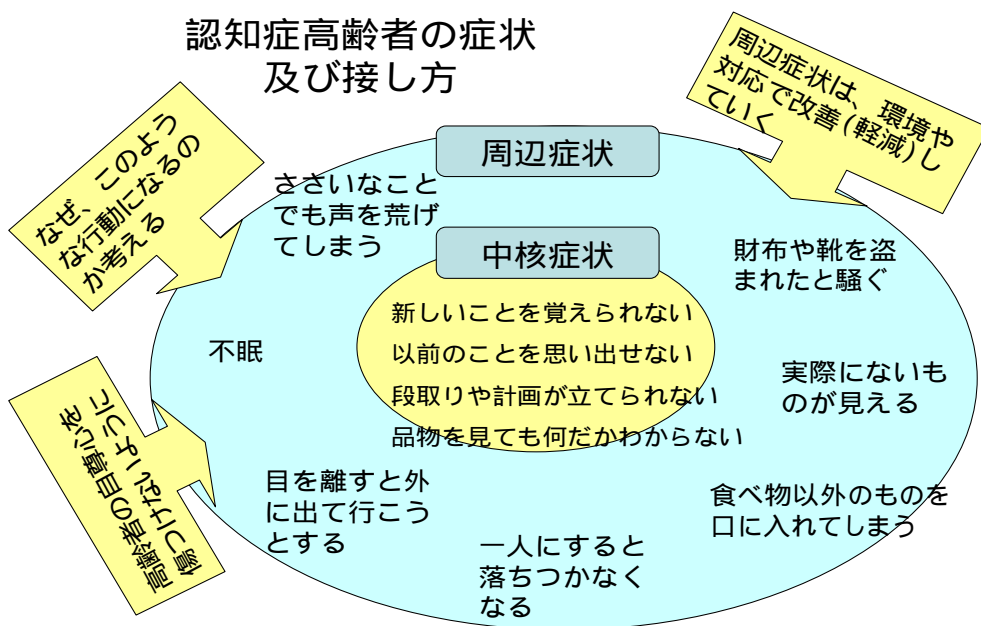 認知症高齢者の症状
及び接し方
周辺症状は、環境や
対応で改善(軽減)し
ていく
なぜ、このよう
な行動になるの
か考える
周辺症状
ささいなこと
でも声を荒げ
てしまう
中核症状
財布や靴を盗
まれたと騒ぐ
新しいことを覚えられない
以前のことを思い出せない
段取りや計画が立てられない
品物を見ても何だかわからない
不眠
実際にないも
のが見える
高齢者の自尊心を
傷つけないように
目を離すと外
に出て行こう
とする
食べ物以外のものを
口に入れてしまう
一人にすると
落ちつかなく
なる